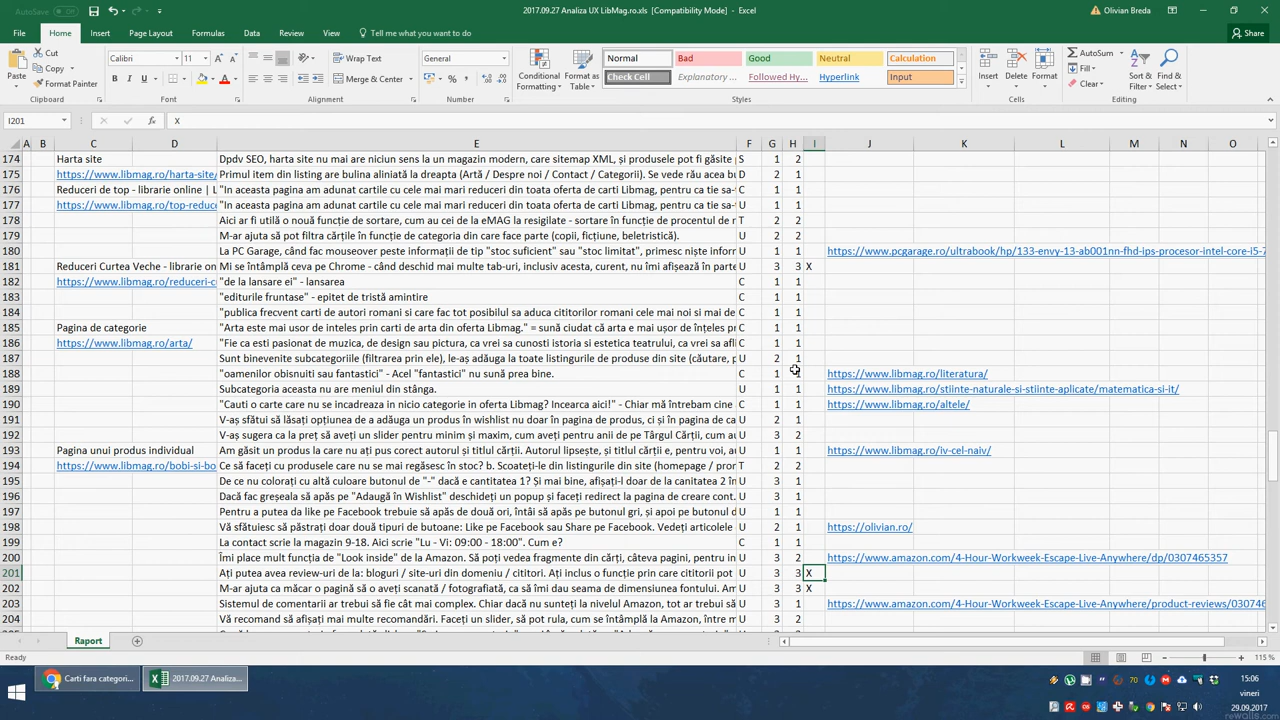 AutoSave
2017.09.27 Analiza UX LibMag.ro.xls [Compatibility Mode] - Excel
Olivian Breda
File Home Insert Page Layout Formulas Data Review View Tell me what you want to do Share
Paste Cut Copy Format Painter Clipboard
Calibri 11 B I U Font
Wrap Text Merge & Center Alignment
General % Number
Conditional Formatting Format as Table
Normal Bad Good Neutral Calculation
Check Cell Explanatory ... Followed Hy... Hyperlink Input
Styles
Insert Delete Format Cells
AutoSum Fill Clear Sort & Filter Find & Select Editing
I201 fx X
A B C D E F G H I J K L M N O
174 Harta site Dpdv SEO, harta site nu mai are niciun sens la un magazin modern, care sitemap XML, și produsele pot fi găsite S 1 2
175 https://www.libmag.ro/harta-site/ Primul item din listing are bulina aliniată la dreapta (Artă / Despre noi / Contact / Categorii). Se vede rău acea bu D 2 1
176 Reduceri de top - librarie online | L "In aceasta pagina am adunat cartile cu cele mai mari reduceri din toata oferta de carti Libmag, pentru ca tie sa- C 1 1
177 https://www.libmag.ro/top-reduce "In aceasta pagina am adunat cartile cu cele mai mari reduceri din toata oferta de carti Libmag, pentru ca tie sa- U 1 1
178 Aici ar fi utilă o nouă funcție de sortare, cum au cei de la eMAG la resigilate - sortare în funcție de procentul de r T 2 2
179 M-ar ajuta să pot filtra cărțile în funcție de categoria din care face parte (copii, ficțiune, beletristică). U 2 2
180 La PC Garage, când fac mouseover peste informații de tip "stoc suficient" sau "stoc limitat", primesc niște inform U 1 1 https://www.pcgarage.ro/ultrabook/hp/133-envy-13-ab001nn-fhd-ips-procesor-intel-core-i5-7
181 Reduceri Curtea Veche - librarie on Mi se întâmplă ceva pe Chrome - când deschid mai multe tab-uri, inclusiv acesta, curent, nu îmi afișează în parte U 3 3 X
182 https://www.libmag.ro/reduceri-c "de la lansare ei" - lansarea C 1 1
183 "editurile fruntase" - epitet de tristă amintire C 1 1
184 "publica frecvent carti de autori romani si care fac tot posibilul sa aduca cititorilor romani cele mai noi si mai de C 1 1
185 Pagina de categorie "Arta este mai usor de inteles prin carti de arta din oferta Libmag." = sună ciudat că arta e mai ușor de înțeles pr C 1 1
186 https://www.libmag.ro/arta/ "Fie ca esti pasionat de muzica, de design sau pictura, ca vrei sa cunosti istoria si estetica teatrului, ca vrei sa afl C 1 1
187 Sunt binevenite subcategoriile (filtrarea prin ele), le-aș adăuga la toate listingurile de produse din site (căutare, p U 2 1
188 "oamenilor obisnuiti sau fantastici" - Acel "fantastici" nu sună prea bine. C 1 1 https://www.libmag.ro/literatura/
189 Subcategoria aceasta nu are meniul din stânga. U 1 1 https://www.libmag.ro/stiinte-naturale-si-stiinte-aplicate/matematica-si-it/
190 "Cauti o carte care nu se incadreaza in nicio categorie in oferta Libmag? Incearca aici!" - Chiar mă întrebam cine C 1 1 https://www.libmag.ro/altele/
191 V-aș sugera să lăsați opțiunea de a adăuga un produs în wishlist nu doar în pagina de produs, ci și în pagina de cat U 2 1
192 V-aș sugera ca la preț să aveți un slider pentru minim și maxim, cum aveți pentru anii de pe Târgul Cărții, cum au U 3 2
193 Pagina unui produs individual Am găsit un produs la care nu ați pus corect autorul și titlul cărții. Autorul lipsește, și titlul cărții e, pentru voi, U 1 1 https://www.libmag.ro/iv-cel-naiv/
194 https://www.libmag.ro/bobi-si-bo Ce să faceți cu produsele care nu se mai regăsesc în stoc? b. Scoateți-le din listingurile din site (homepage / pror T 2 2
195 De ce nu colorați cu altă culoare butonul de "-" dacă e cantitatea 1? Și mai bine, afișați-l doar de la canitatea 2 în U 3 1
196 Dacă fac greșeala să apăs pe "Adaugă în Wishlist" deschideți un popup și faceți redirect la pagina de creare cont. U 3 1
197 Pentru a putea da like pe Facebook trebuie să apăs de două ori, întâi să apăs pe butonul gri, și apoi pe butonul U 1 1
198 Vă sfătuiesc să păstrați doar două tipuri de butoane: Like pe Facebook sau Share pe Facebook. Vedeți articolele U 2 1 https://olivian.ro/
199 La contact scrie la magazin 9-18. Aici scrie "Lu - Vi: 09:00 - 18:00". Cum e? C 1 1
200 Îmi place mult funcția de "Look inside" de la Amazon. Să poți vedea fragmente din cărți, câteva pagini, pentru în U 3 2 https://www.amazon.com/4-Hour-Workweek-Escape-Live-Anywhere/dp/0307465357
201 Ați putea avea review-uri de la: bloguri / site-uri din domeniu / cititori. Ați inclus o funcție prin care cititorii pot U 3 3 X
202 M-ar ajuta ca măcar o pagină să o aveți scanată / fotografiată, ca să îmi dau seama de dimensiunea fontului. Am U 3 3 X
203 Sistemul de comentarii ar trebui să fie cât mai complex. Chiar dacă nu sunteți la nivelul Amazon, tot ar trebui să U 3 1 https://www.amazon.com/4-Hour-Workweek-Escape-Live-Anywhere/product-reviews/030746
204 Vă recomand să afișați mai multe recomandări. Faceți un slider, să pot rula, cum se întâmplă la Amazon, între m U 3 2
Raport
Ready 115 %
Carti fara categori... 2017.09.27 Analiza...
15:06
vineri
29.09.2017
rewalls.com